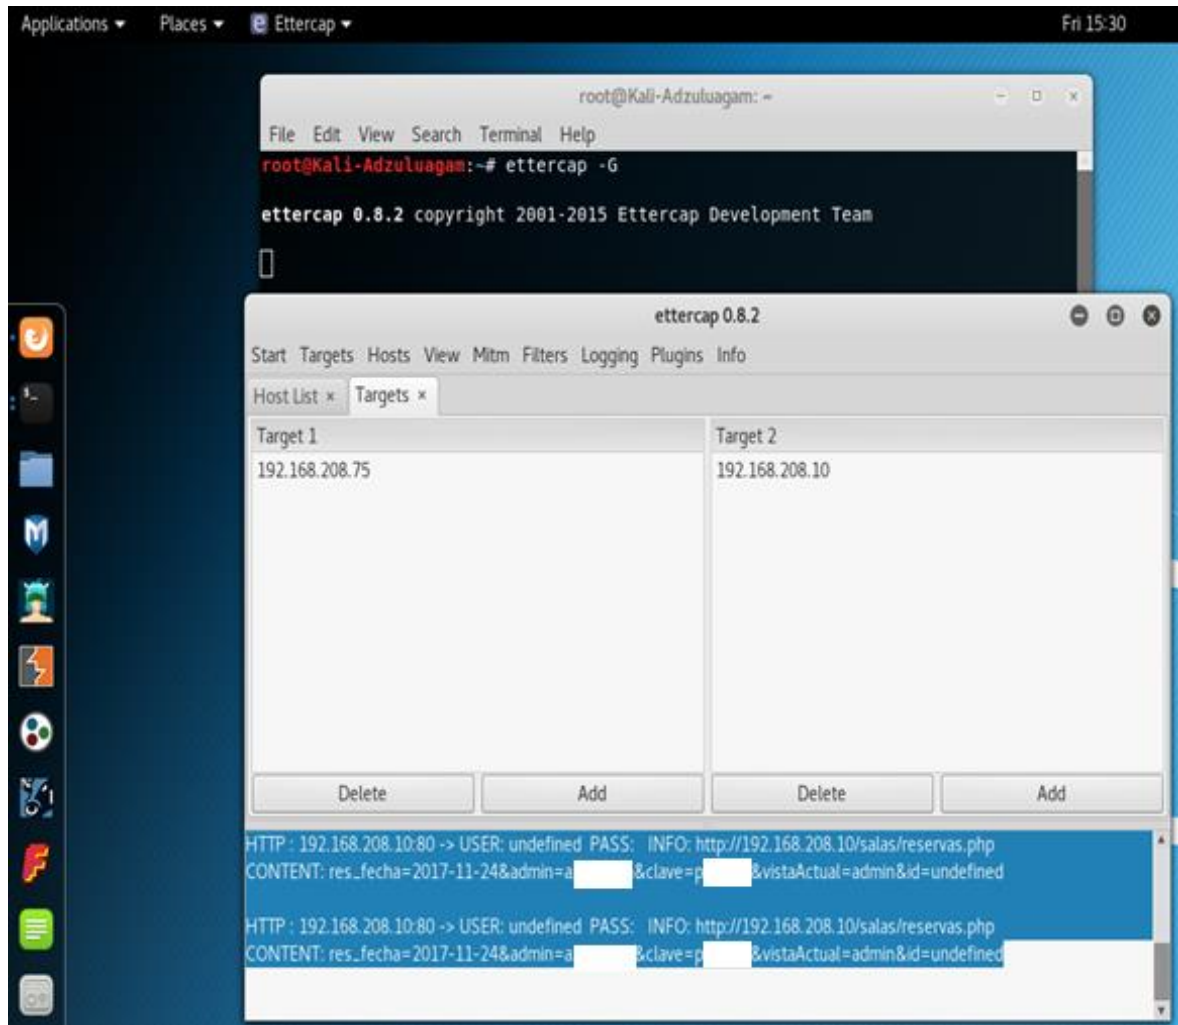 Applications Places Ettercap Fri 15:30
root@Kali-Adzuluagam: ~
File Edit View Search Terminal Help
root@Kali-Adzuluagam:~# ettercap -G
ettercap 0.8.2 copyright 2001-2015 Ettercap Development Team
ettercap 0.8.2
Start Targets Hosts View Mitm Filters Logging Plugins Info
Host List × Targets ×
Target 1 Target 2
192.168.208.75 192.168.208.10
Delete Add Delete Add
HTTP : 192.168.208.10:80 -> USER: undefined PASS: INFO: http://192.168.208.10/salas/reservas.php
CONTENT: res_fecha=2017-11-24&admin=a &clave=p &vistaActual=admin&id=undefined
HTTP : 192.168.208.10:80 -> USER: undefined PASS: INFO: http://192.168.208.10/salas/reservas.php
CONTENT: res_fecha=2017-11-24&admin=a &clave=p &vistaActual=admin&id=undefined